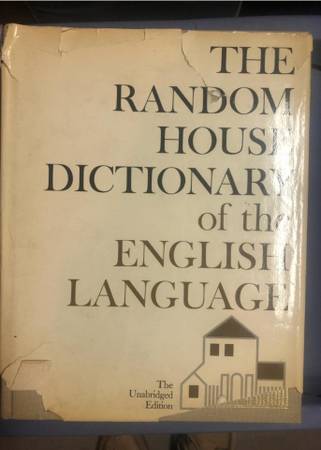 THE
RANDOM
HOUSE
DICTIONARY
of the
ENGLISH
LANGUAGE
The
Unabridged
Edition